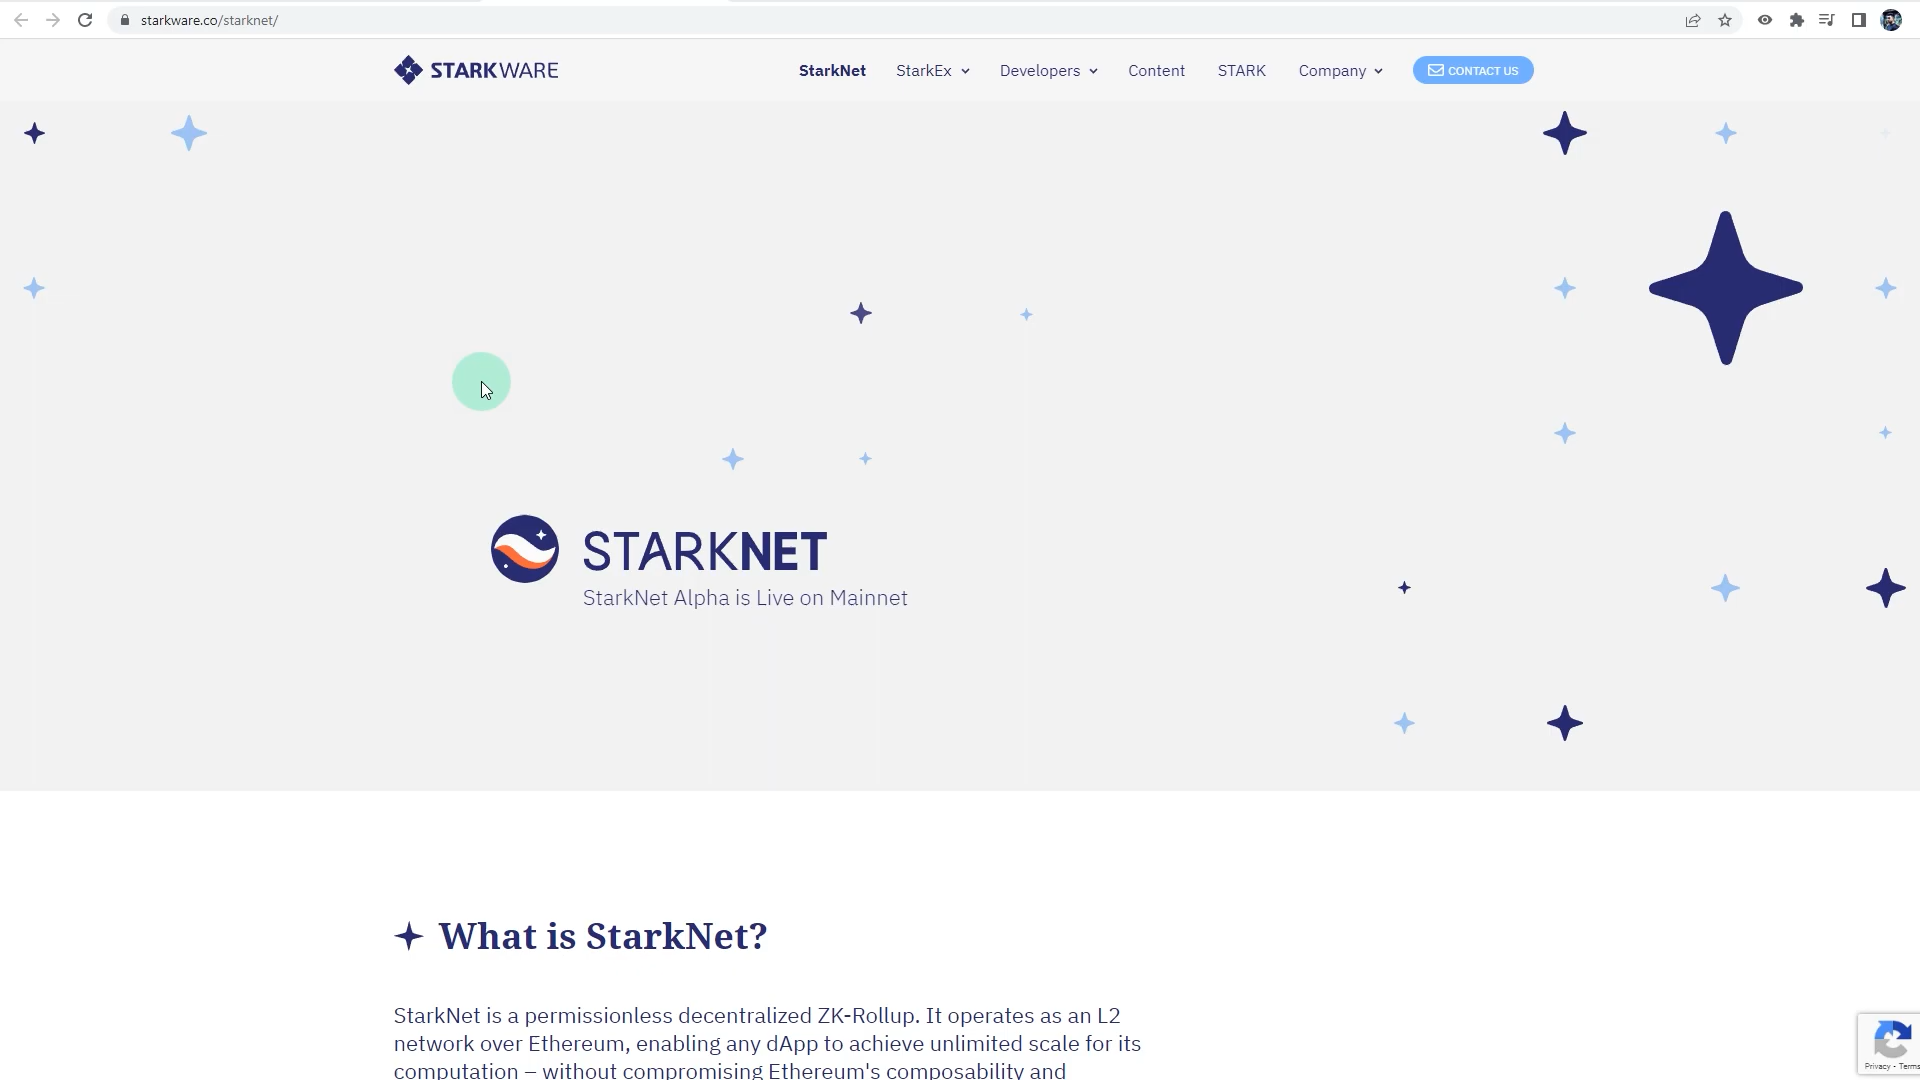 starkware.co/starknet/
STARKWARE
StarkNet StarkEx Developers Content STARK Company CONTACT US
STARKNET
StarkNet Alpha is Live on Mainnet
What is StarkNet?
StarkNet is a permissionless decentralized ZK-Rollup. It operates as an L2
network over Ethereum, enabling any dApp to achieve unlimited scale for its
computation – without compromising Ethereum's composability and
Privacy - Terms